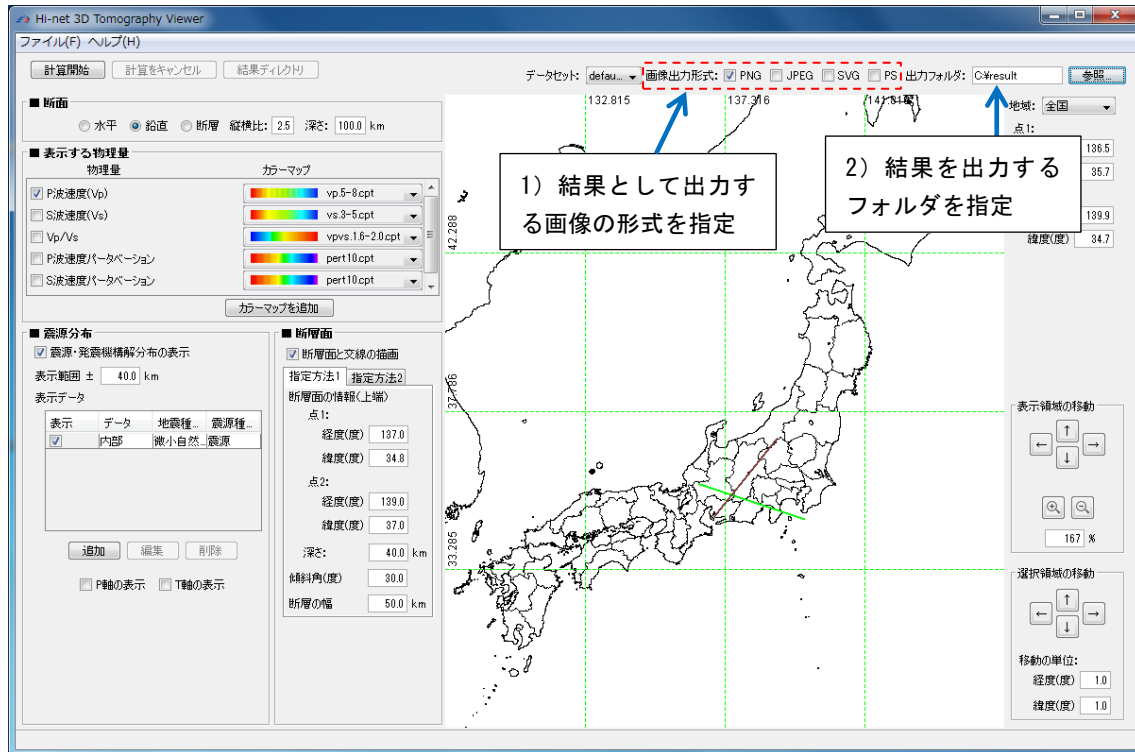 Hi-net 3D Tomography Viewer
ファイル(F) ヘルプ(H)
計算開始 計算をキャンセル 結果ディレクトリ
データセット: defau... 画像出力形式: PNG JPEG SVG PS 出力フォルダ: C:¥result 参照...
■ 断面
水平 鉛直 断層 縦横比: 2.5 深さ: 100.0 km
■ 表示する物理量
物理量 カラーマップ
P波速度(Vp) vp.5-8.cpt
S波速度(Vs) vs.3-5.cpt
Vp/Vs vpvs.1.6-2.0.cpt
P波速度パータベーション pert10.cpt
S波速度パータベーション pert10.cpt
カラーマップを追加
■ 震源分布
震源・発震機構解分布の表示
表示範囲 ± 40.0 km
表示データ
表示 データ 地震種... 震源種...
内部 微小自然... 震源
追加 編集 削除
P軸の表示 T軸の表示
■ 断層面
断層面と交線の描画
指定方法1 指定方法2
断層面の情報(上端)
点1:
経度(度) 137.0
緯度(度) 34.8
点2:
経度(度) 139.0
緯度(度) 37.0
深さ: 40.0 km
傾斜角(度) 30.0
断層の幅 50.0 km
132.815 137.316
42.288
37.786
33.285
1) 結果として出力す
る画像の形式を指定
2) 結果を出力する
フォルダを指定
地域: 全国
点1:
136.5
35.7
139.9
緯度(度) 34.7
表示領域の移動
← ↑ ↓ →
167 %
選択領域の移動
← ↑ ↓ →
移動の単位:
経度(度) 1.0
緯度(度) 1.0